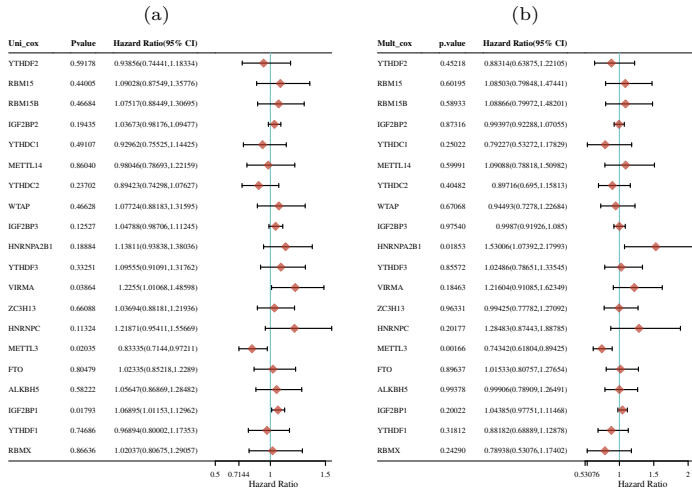 (a)
Uni_cox Pvalue Hazard Ratio(95% CI)
YTHDF2 0.59178 0.93856(0.74441,1.18334)
RBM15 0.44005 1.09028(0.8749,1.35776)
RBM15B 0.46684 1.07517(0.88449,1.30695)
IGF2BP2 0.19435 1.03673(0.98176,1.09477)
YTHDC1 0.49107 0.92962(0.75525,1.14425)
METTL14 0.86040 0.98046(0.78693,1.22159)
YTHDC2 0.23702 0.89423(0.74298,1.07627)
WTAP 0.46628 1.07724(0.88183,1.31595)
IGF2BP3 0.12527 1.04788(0.98706,1.11245)
HNRNPA2B1 0.18884 1.13811(0.93838,1.38036)
YTHDF3 0.33251 1.09555(0.91091,1.31762)
VIRMA 0.03864 1.2255(1.01068,1.48598)
ZC3H13 0.66088 1.03694(0.88181,1.21936)
HNRNPC 0.11324 1.21871(0.95411,1.55669)
METTL3 0.02035 0.83335(0.7144,0.97211)
FTO 0.80479 1.02335(0.85218,1.2289)
ALKBH5 0.58222 1.05647(0.86869,1.28482)
IGF2BP1 0.01793 1.06895(1.01153,1.12962)
YTHDF1 0.74686 0.96894(0.80002,1.17353)
RBMX 0.86636 1.02037(0.80675,1.29057)
0.5 0.7144 1 1.5
Hazard Ratio
(b)
Mult_cox p.value Hazard Ratio(95% CI)
YTHDF2 0.45218 0.88314(0.63875,1.22105)
RBM15 0.60195 1.08503(0.79848,1.47441)
RBM15B 0.58933 1.08866(0.79972,1.48201)
IGF2BP2 0.87316 0.99397(0.92288,1.07055)
YTHDC1 0.25022 0.79227(0.53272,1.17829)
METTL14 0.59991 1.09088(0.78818,1.50982)
YTHDC2 0.40482 0.89716(0.695,1.15813)
WTAP 0.67068 0.94493(0.7278,1.22684)
IGF2BP3 0.97540 0.9987(0.91926,1.085)
HNRNPA2B1 0.01853 1.53006(1.07392,2.17993)
YTHDF3 0.85572 1.02486(0.78651,1.33545)
VIRMA 0.18463 1.21604(0.91085,1.62349)
ZC3H13 0.96331 0.99425(0.77782,1.27092)
HNRNPC 0.20177 1.28483(0.87443,1.88785)
METTL3 0.00166 0.74342(0.61804,0.89425)
FTO 0.89637 1.01533(0.80757,1.27654)
ALKBH5 0.99378 0.99906(0.78909,1.26491)
IGF2BP1 0.20022 1.04385(0.97751,1.11468)
YTHDF1 0.31812 0.88182(0.68889,1.12878)
RBMX 0.24290 0.78938(0.53076,1.17402)
0.53076 1 1.5 2
Hazard Ratio